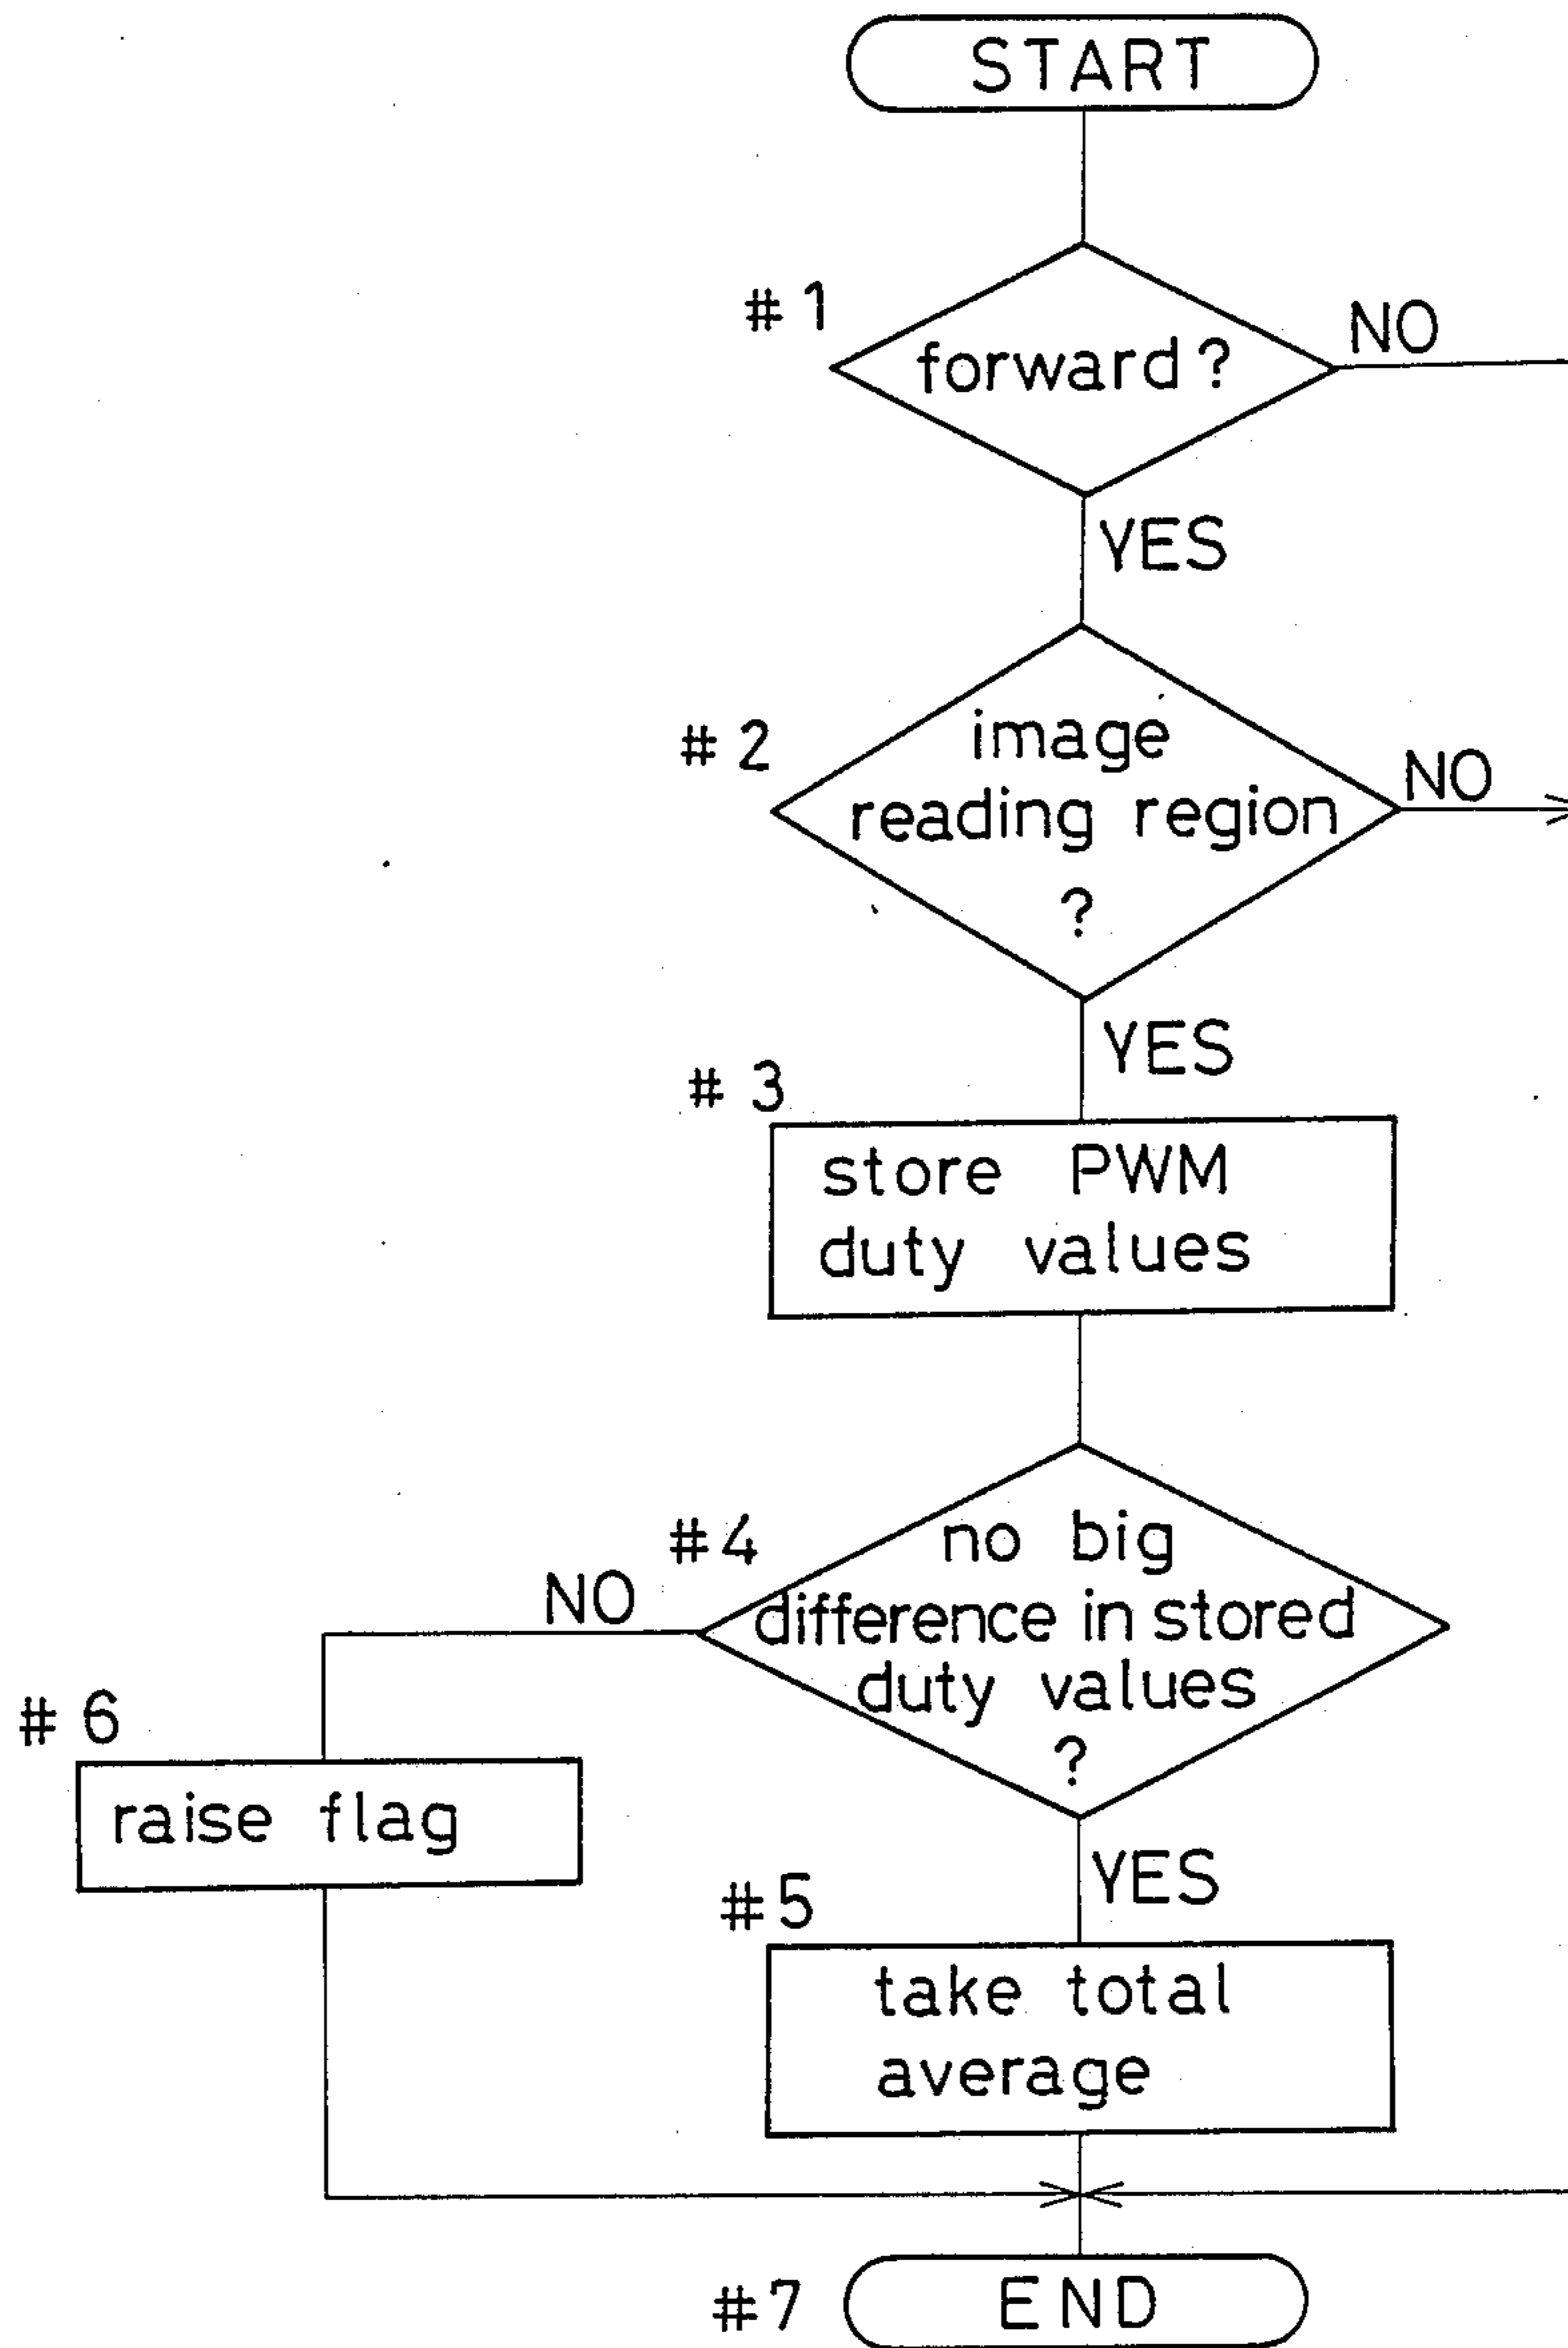 START
#1
forward?
NO
YES
#2
image
reading region
?
NO
YES
#3
store PWM
duty values
#4
no big
difference in stored
duty values
?
NO
#6
raise flag
YES
#5
take total
average
#7
END